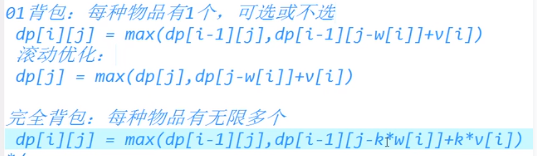 01背包：每种物品有1个，可选或不选
dp[i][j] = max(dp[i-1][j],dp[i-1][j-w[i]]+v[i])
滚动优化：
dp[j] = max(dp[j],dp[j-w[i]]+v[i])
完全背包：每种物品有无限多个
dp[i][j] = max(dp[i-1][j],dp[i-1][j-k*w[i]]+k*v[i])